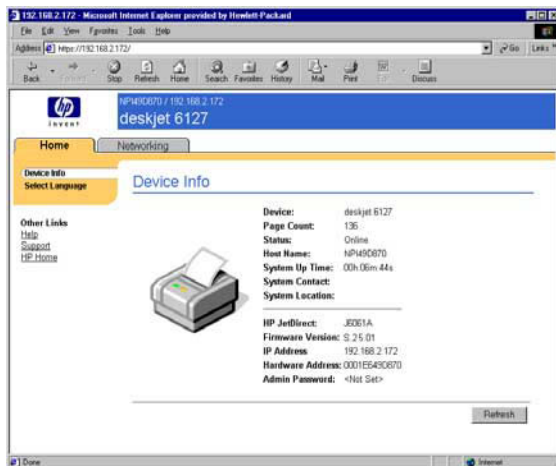 192.168.2.172 - Microsoft Internet Explorer provided by Hewlett-Packard
File Edit View Favorites Tools Help
Address https://192.168.2.172/ Go Links
Back Stop Refresh Home Search Favorites History Mail Print Edit Discuss
hp
invent
NPI49D870 / 192.168.2.172
deskjet 6127
Home Networking
Device Info
Select Language
Other Links
Help
Support
HP Home
Device Info
Device: deskjet 6127
Page Count: 136
Status: Online
Host Name: NPI49D870
System Up Time: 00h:06m:44s
System Contact:
System Location:
HP JetDirect: J6061A
Firmware Version: S.25.01
IP Address 192.168.2.172
Hardware Address: 0001E649D870
Admin Password: <Not Set>
Refresh
Done Internet